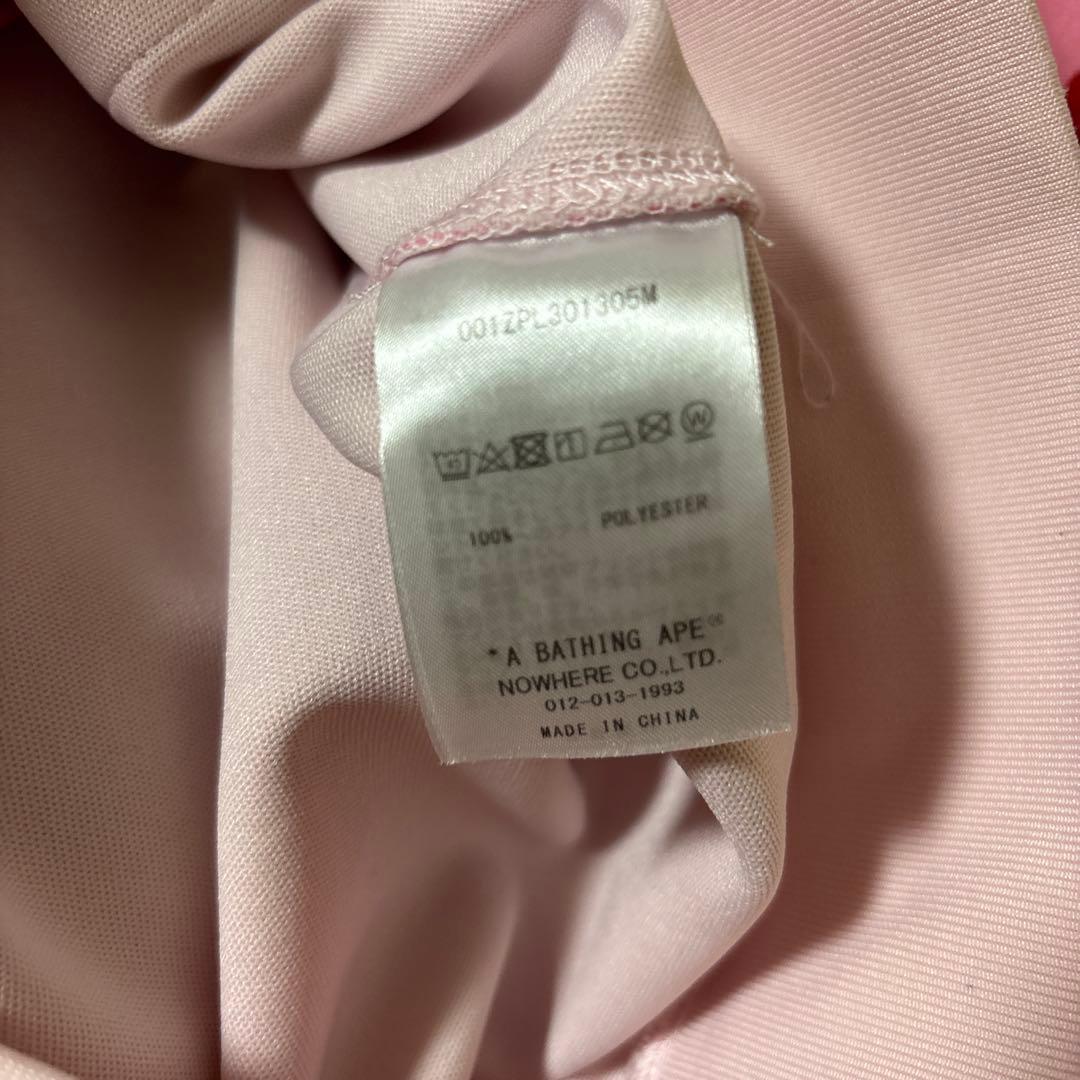 001ZPL301305M
100% POLYESTER
*A BATHING APE®
NOWHERE CO.,LTD.
012-013-1993
MADE IN CHINA